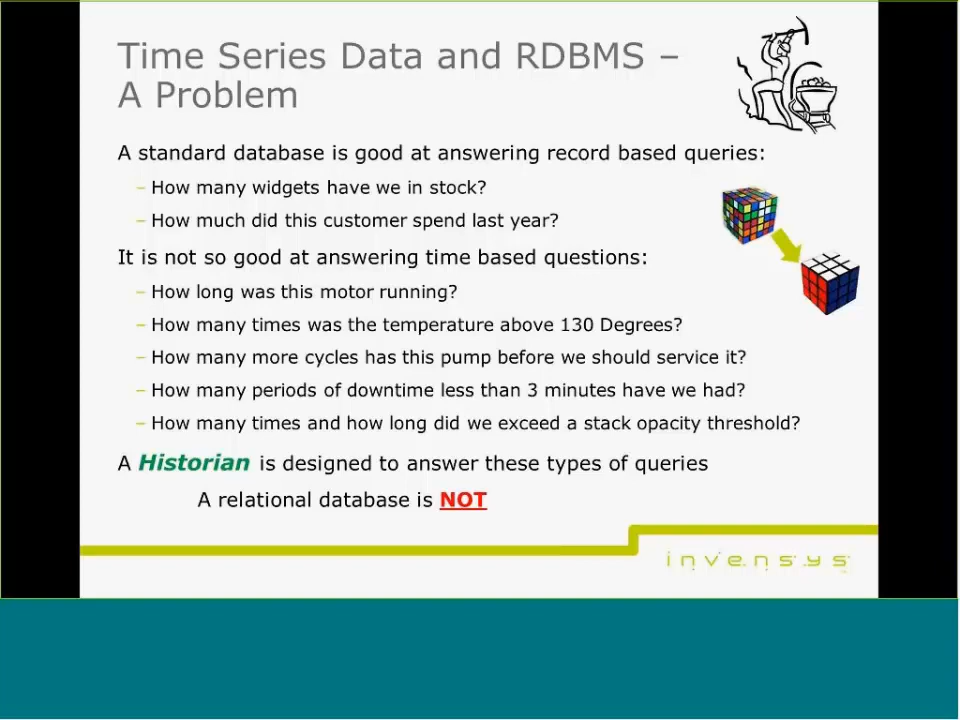 Time Series Data and RDBMS –
A Problem
A standard database is good at answering record based queries:
– How many widgets have we in stock?
– How much did this customer spend last year?
It is not so good at answering time based questions:
– How long was this motor running?
– How many times was the temperature above 130 Degrees?
– How many more cycles has this pump before we should service it?
– How many periods of downtime less than 3 minutes have we had?
– How many times and how long did we exceed a stack opacity threshold?
A Historian is designed to answer these types of queries
A relational database is NOT
invensys